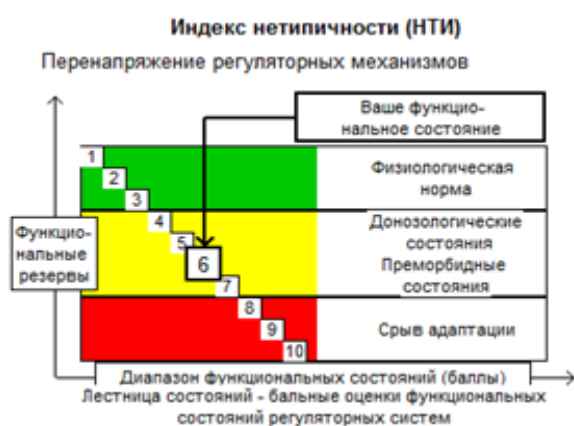 Индекс нетипичности (НТИ)
Перенапряжение регуляторных механизмов
Ваше функцио-
нальное состояние
1
2
3
4
5
6
7
8
9
10
Физиологическая
норма
Донозологические
состояния
Преморбидные
состояния
Срыв адаптации
Функцио-
нальные
резервы
Диапазон функциональных состояний (баллы)
Лестница состояний - бальные оценки функциональных
состояний регуляторных систем